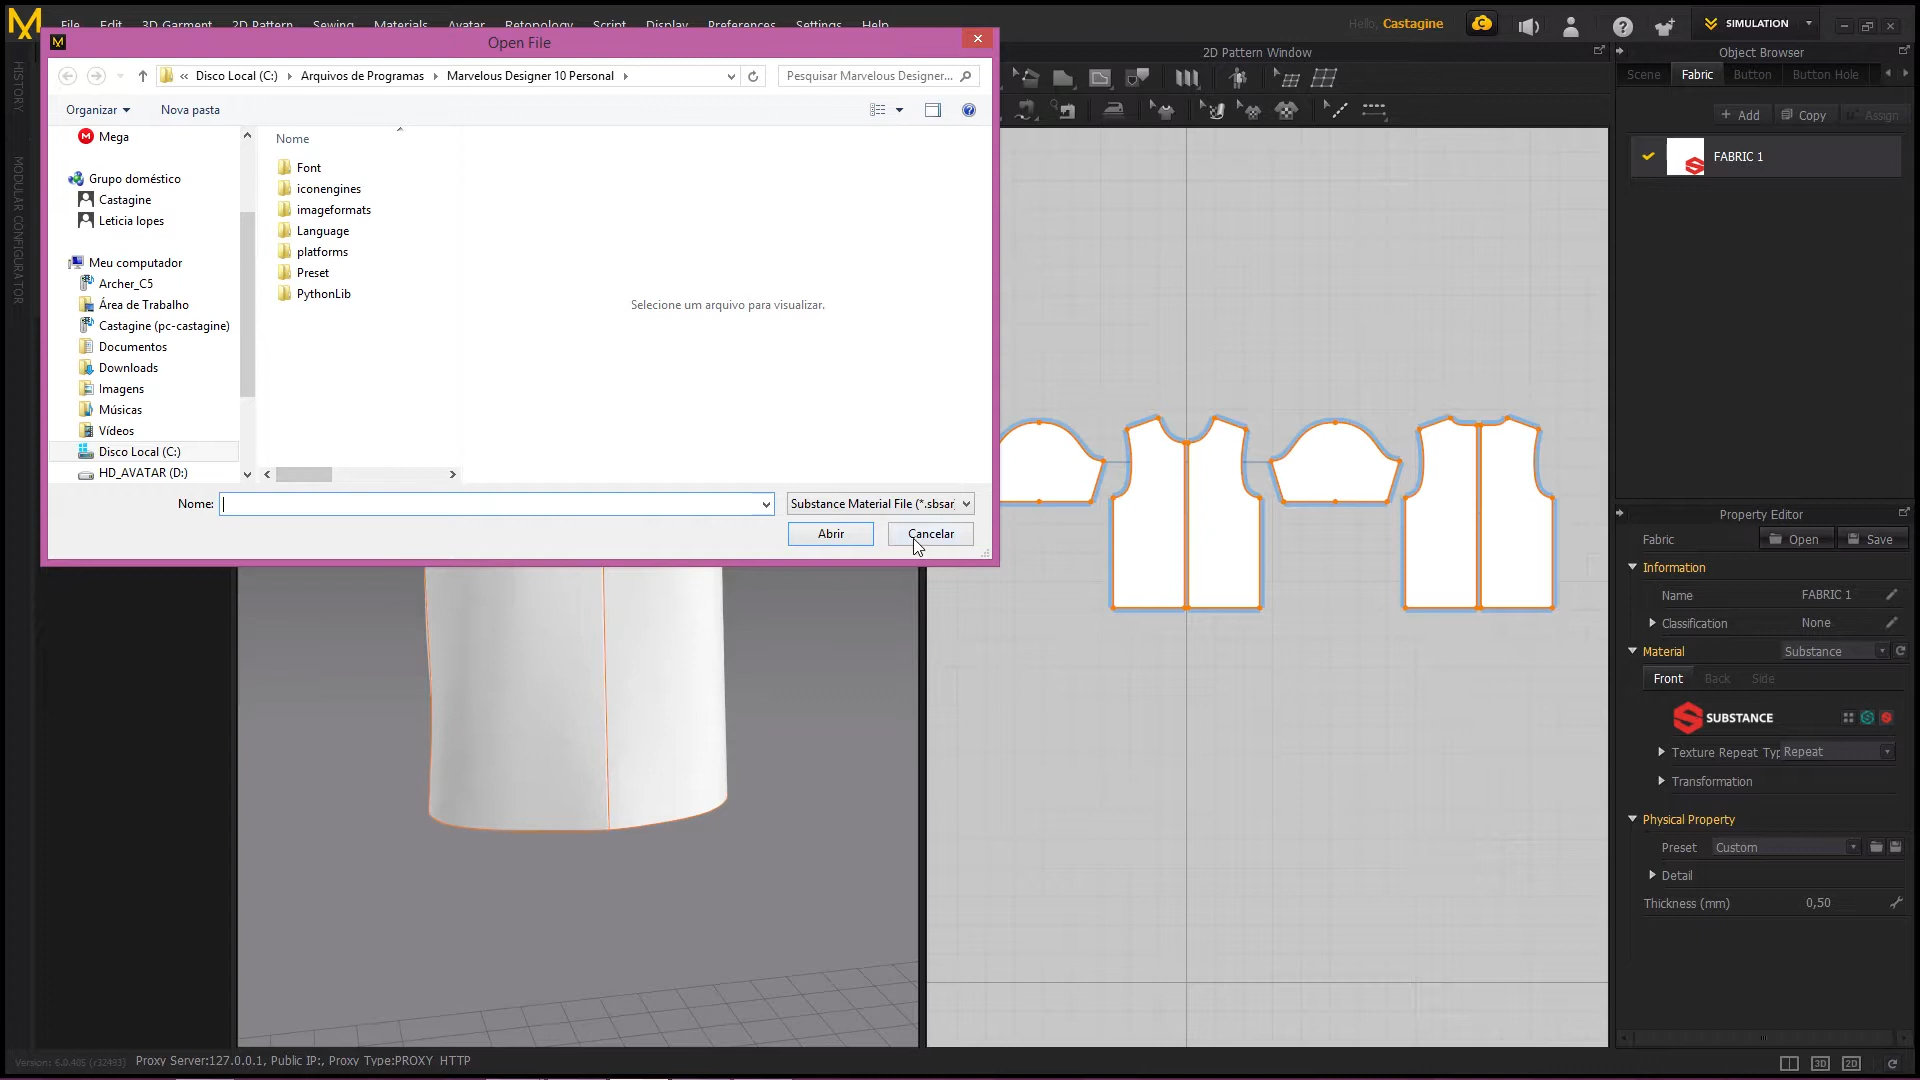 File Edit 3D Garment 2D Pattern Sewing Materials Avatar Retopology Script Display Preferences Settings Help
Hello, Castagine
SIMULATION
Open File
Disco Local (C:) Arquivos de Programas Marvelous Designer 10 Personal
Pesquisar Marvelous Designer...
Organizar Nova pasta
Mega
Grupo doméstico
Castagine
Leticia lopes
Meu computador
Archer_C5
Área de Trabalho
Castagine (pc-castagine)
Documentos
Downloads
Imagens
Músicas
Vídeos
Disco Local (C:)
HD_AVATAR (D:)
Nome
Font
iconengines
imageformats
Language
platforms
Preset
PythonLib
Selecione um arquivo para visualizar.
Nome:
Substance Material File (*.sbsar
Abrir Cancelar
HISTORY
MODULAR CONFIGURATOR
2D Pattern Window
Object Browser
Scene Fabric Button Button Hole
+ Add Copy Assign
FABRIC 1
Property Editor
Fabric Open Save
Information
Name FABRIC 1
Classification None
Material Substance
Front Back Side
SUBSTANCE
Texture Repeat Typ Repeat
Transformation
Physical Property
Preset Custom
Detail
Thickness (mm) 0,50
Version: 6.0.405 (r32433) Proxy Server:127.0.0.1, Public IP:, Proxy Type:PROXY HTTP
3D 2D